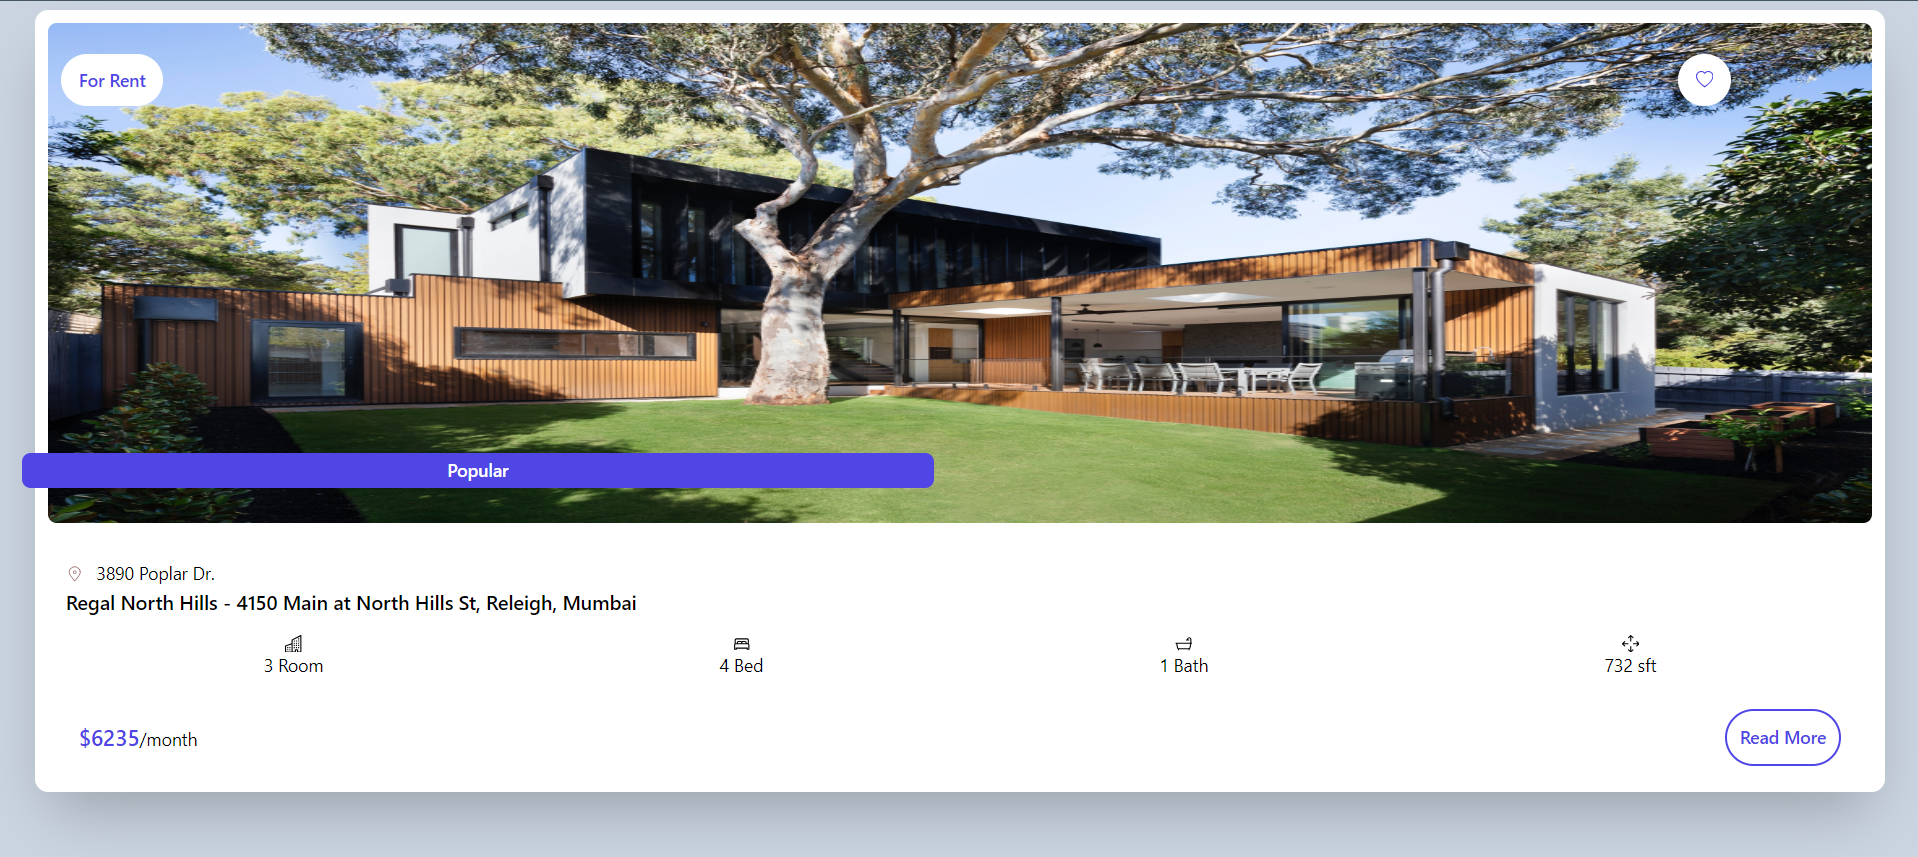 For Rent
Popular
3890 Poplar Dr.
Regal North Hills - 4150 Main at North Hills St, Releigh, Mumbai
3 Room
4 Bed
1 Bath
732 sft
$6235/month
Read More